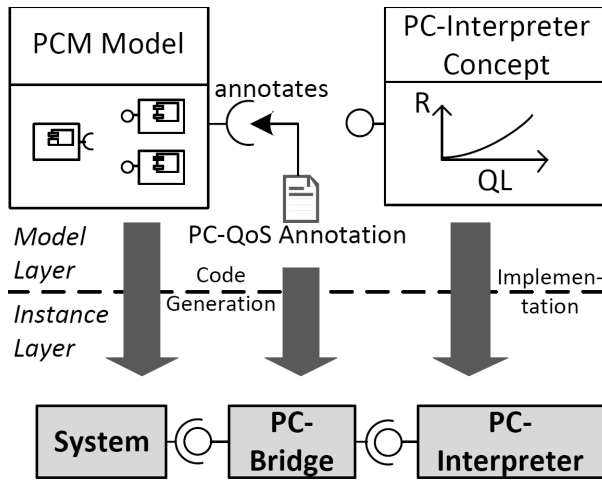 PCM Model
PC-Interpreter
Concept
annotates
R
QL
PC-QoS Annotation
Model
Layer
Code
Generation
Implemen-
tation
Instance
Layer
System
PC-
Bridge
PC-
Interpreter